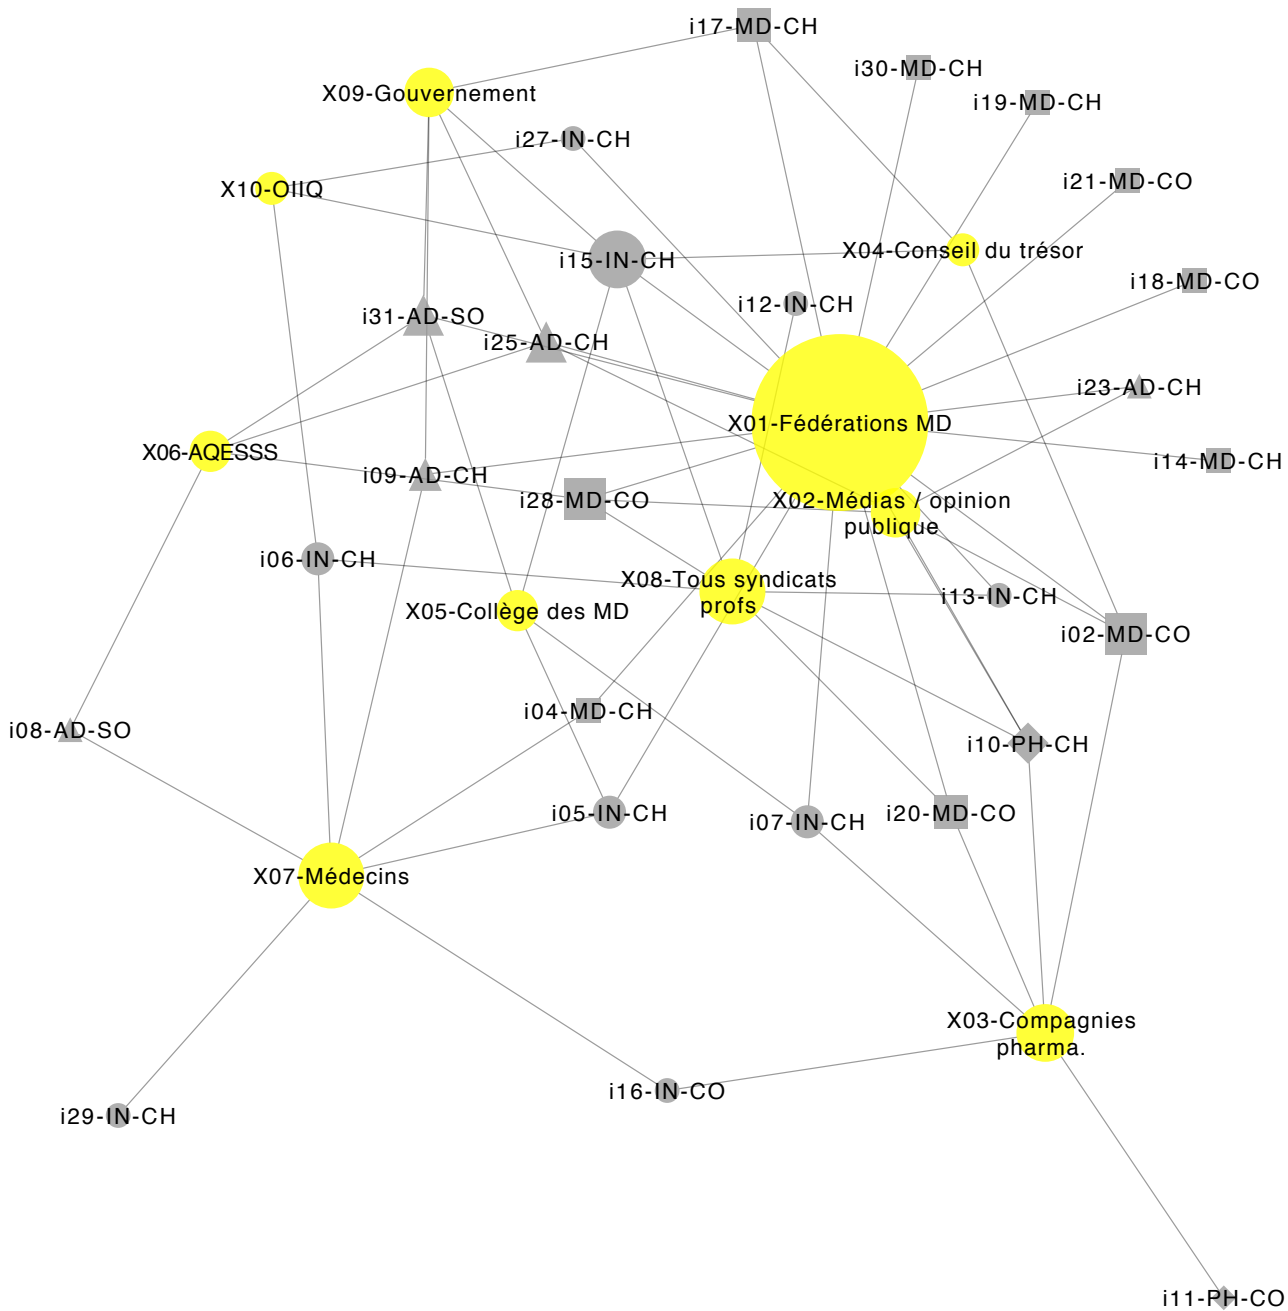 i17-MD-CH
i30-MD-CH
X09-Gouvernement
i19-MD-CH
i27-IN-CH
i21-MD-CO
X10-OIIQ
X04-Conseil du trésor
i15-IN-CH
i18-MD-CO
i12-IN-CH
i31-AD-SO
i25-AD-CH
i23-AD-CH
X01-Fédérations MD
X06-AQESSS
i14-MD-CH
i09-AD-CH
i28-MD-CO
X02-Médias / opinion
publique
i06-IN-CH
X08-Tous syndicats
profs
i13-IN-CH
X05-Collège des MD
i02-MD-CO
i04-MD-CH
i08-AD-SO
i10-PH-CH
i05-IN-CH
i07-IN-CH
i20-MD-CO
X07-Médecins
X03-Compagnies
pharma.
i16-IN-CO
i29-IN-CH
i11-PH-CO